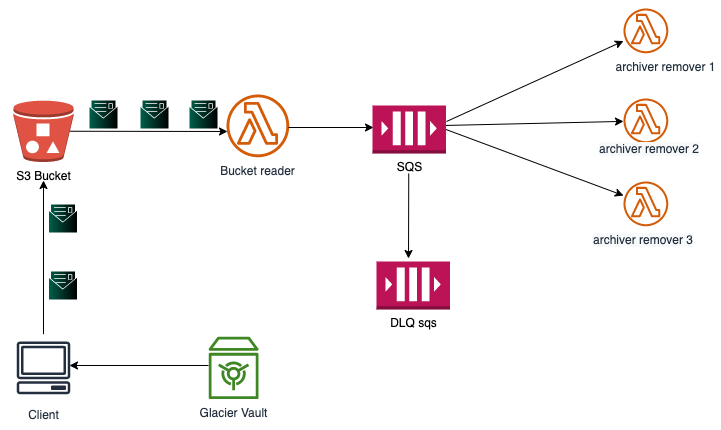 archiver remover 1
archiver remover 2
S3 Bucket
Bucket reader
SQS
archiver remover 3
DLQ sqs
Client
Glacier Vault